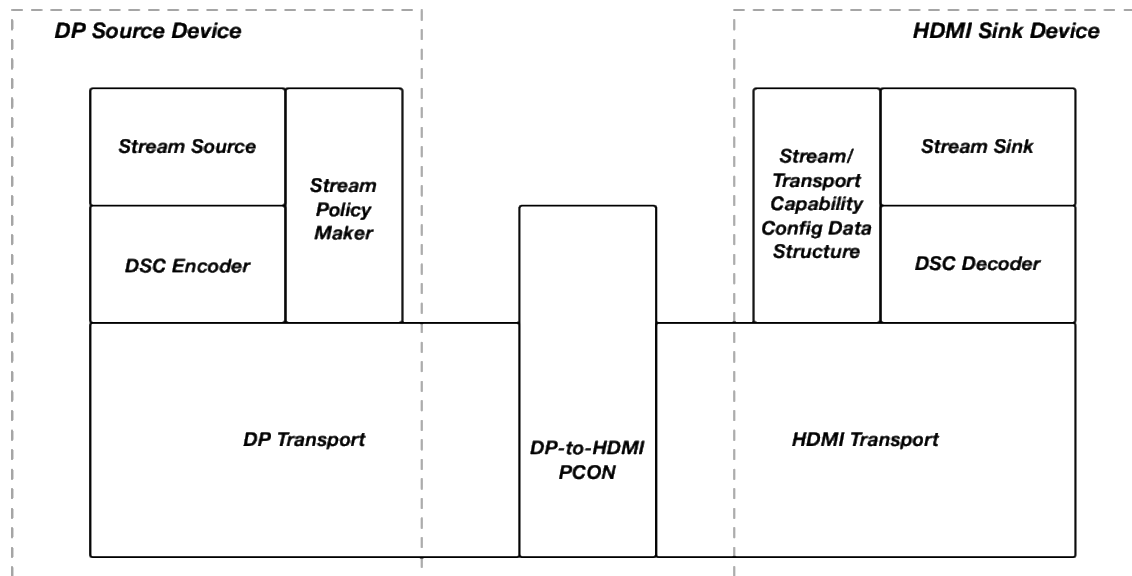 DP Source Device
HDMI Sink Device
Stream Source
Stream
Policy
Maker
DSC Encoder
Stream/
Transport
Capability
Config Data
Structure
Stream Sink
DSC Decoder
DP Transport
DP-to-HDMI
PCON
HDMI Transport